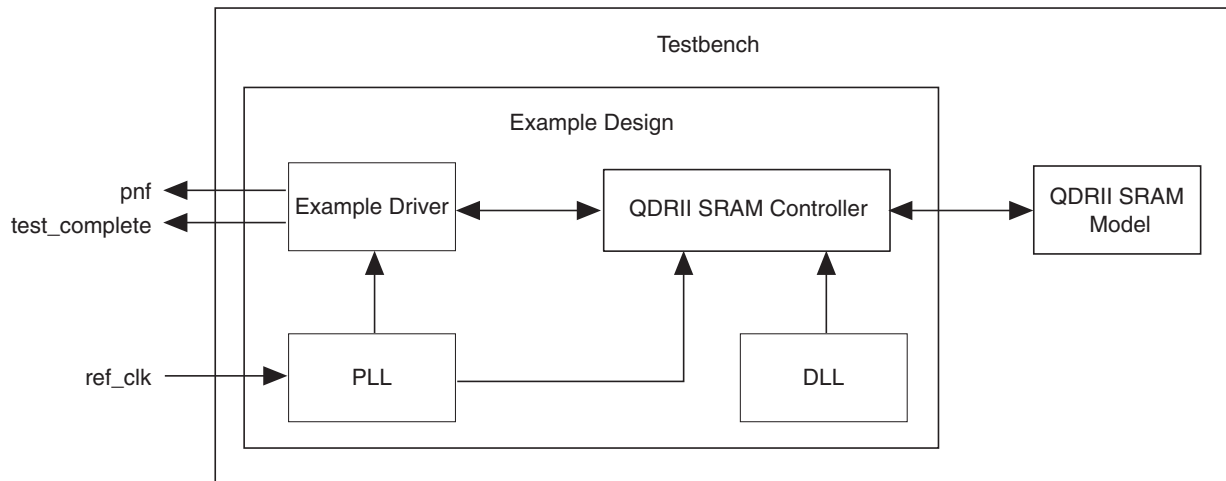 Testbench
Example Design
pnf
test_complete
Example Driver
QDRII SRAM Controller
QDRII SRAM
Model
ref_clk
PLL
DLL